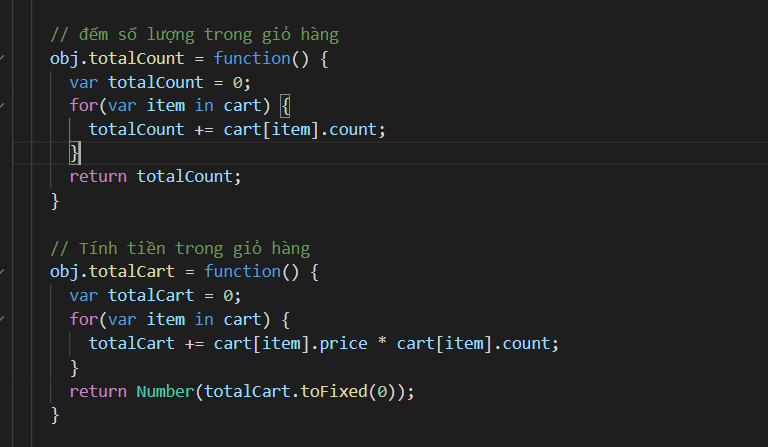 // đếm số lượng trong giỏ hàng
obj.totalCount = function() {
var totalCount = 0;
for(var item in cart) {
totalCount += cart[item].count;
}
return totalCount;
}
// Tính tiền trong giỏ hàng
obj.totalCart = function() {
var totalCart = 0;
for(var item in cart) {
totalCart += cart[item].price * cart[item].count;
}
return Number(totalCart.toFixed(0));
}